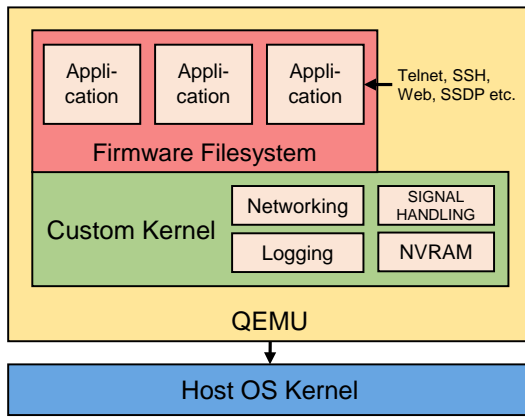 Appli-
cation
Appli-
cation
Appli-
cation
Telnet, SSH,
Web, SSDP etc.
Firmware Filesystem
Custom Kernel
Networking
SIGNAL
HANDLING
Logging
NVRAM
QEMU
Host OS Kernel